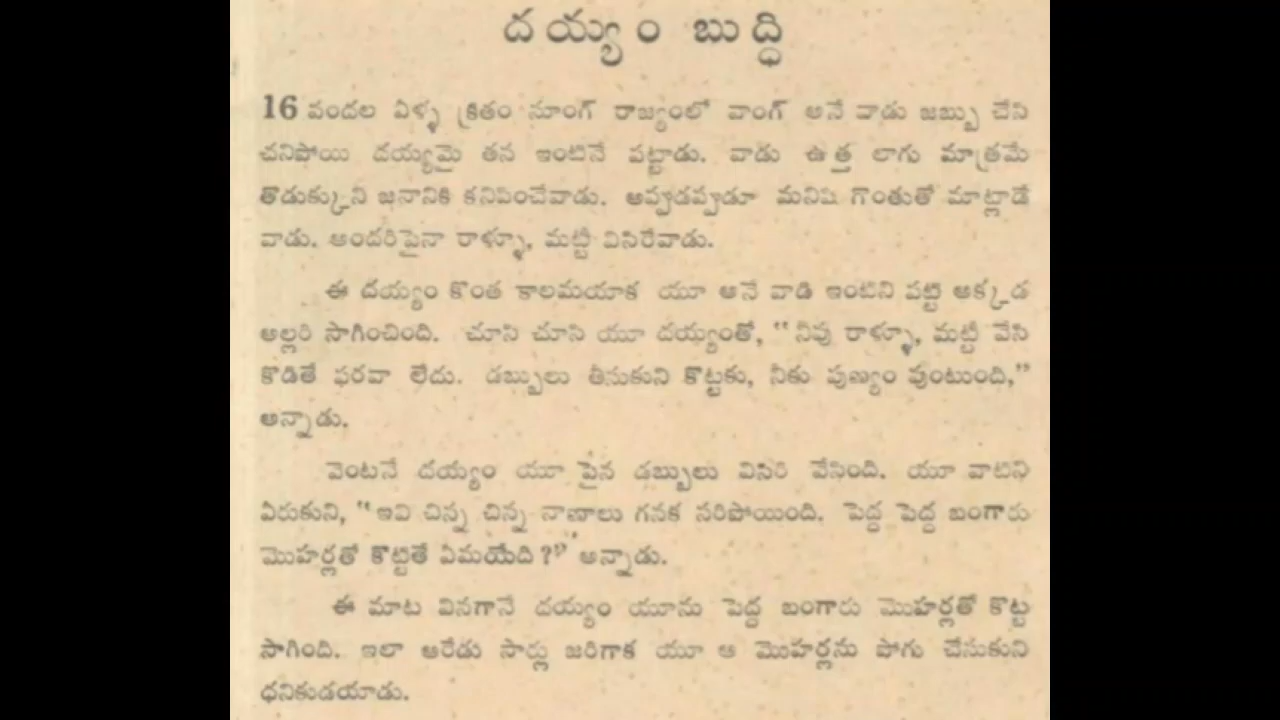 దయ్యం బుద్ధి
16 వందల ఏళ్ళ క్రితం నూంగ్ రాజ్యంలో వాంగ్ అనే వాడు జబ్బు చేసి
చనిపోయి దయ్యమై తన ఇంటినే పట్టాడు. వాడు ఉత్త లాగు మాత్రమే
తొడుక్కుని జనానికి కనిపించేవాడు. అప్పుడప్పుడూ మనిషి గొంతుతో మాట్లాడే
వాడు. అందరిపైనా రాళ్ళూ, మట్టీ విసిరేవాడు.
ఈ దయ్యం కొంత కాలమయాక యూ అనే వాడి ఇంటిని పట్టి అక్కడ
అల్లరి సాగించింది. చూసి చూసి యూ దయ్యంతో, "నీవు రాళ్ళూ, మట్టీ వేసి
కొడితే ఫరవా లేదు. డబ్బులు తీసుకుని కొట్టకు, నీకు పుణ్యం వుంటుంది,"
అన్నాడు.
వెంటనే దయ్యం యూ పైన డబ్బులు విసిరి వేసింది. యూ వాటిని
ఏరుకుని, "ఇవి చిన్న చిన్న నాణాలు గనక సరిపోయింది. పెద్ద పెద్ద బంగారు
మొహర్లతో కొట్టితే ఏమయేది?" అన్నాడు.
ఈ మాట వినగానే దయ్యం యూను పెద్ద బంగారు మొహర్లతో కొట్ట
సాగింది. ఇలా ఆరేడు సార్లు జరిగాక యూ ఆ మొహర్లను పోగు చేసుకుని
ధనికుడయాడు.